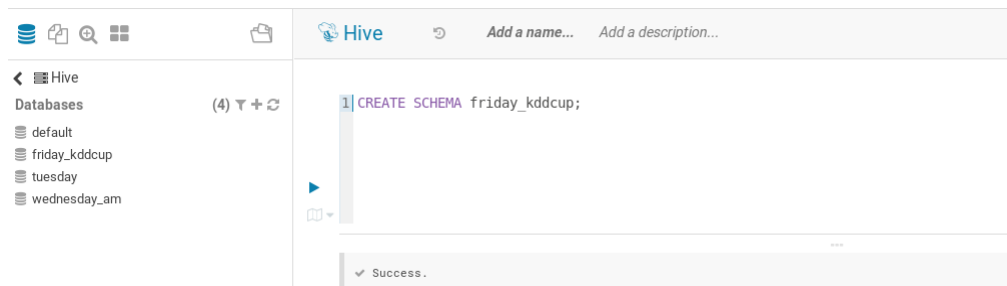 Hive
Add a name...
Add a description...
Hive
Databases
(4)
default
friday_kddcup
tuesday
wednesday_am
1
CREATE SCHEMA friday_kddcup;
Success.